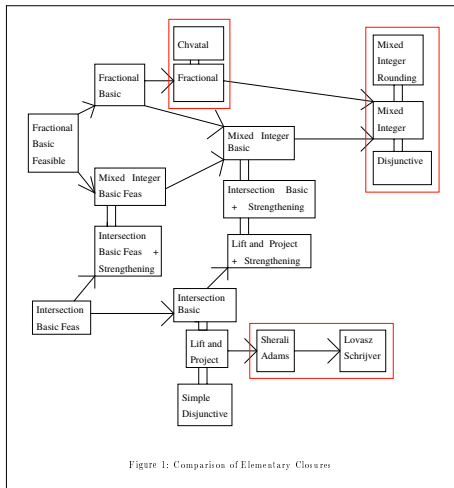 Chvatal
Fractional
Mixed
Integer
Rounding
Mixed
Integer
Disjunctive
Fractional
Basic
Fractional
Basic
Feasible
Mixed Integer
Basic
Mixed Integer
Basic Feas
Intersection Basic
+ Strengthening
Intersection
Basic Feas +
Strengthening
Lift and Project
+ Strengthening
Intersection
Basic Feas
Intersection
Basic
Lift and
Project
Sherali
Adams
Lovasz
Schrijver
Simple
Disjunctive
Figure 1: Comparison of Elementary Closures